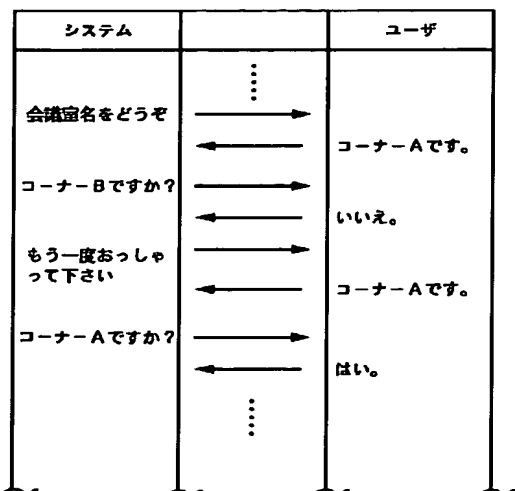 システム
ユーザ
会議室名をどうぞ
コーナーAです。
コーナーBですか?
いいえ。
もう一度おっしゃ
って下さい
コーナーAです。
コーナーAですか?
はい。